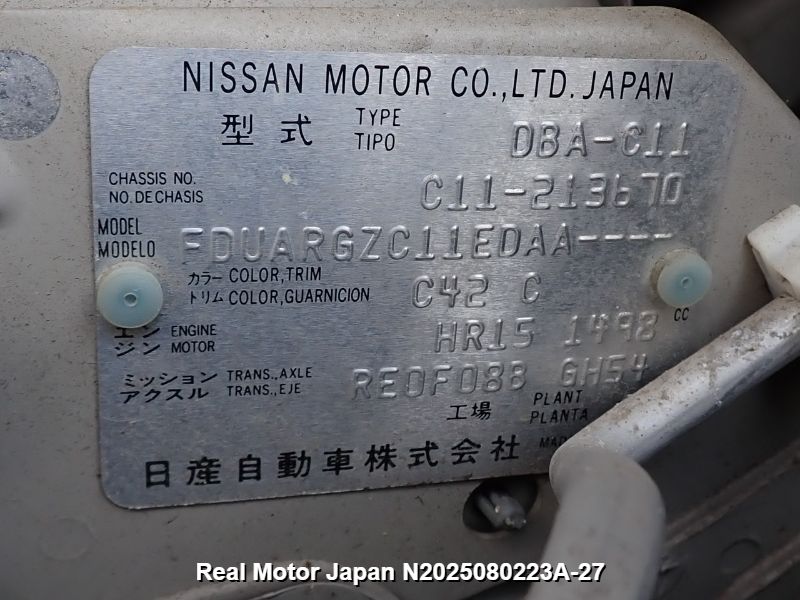 NISSAN MOTOR CO.,LTD. JAPAN
型式 TYPE TIPO DBA-C11
CHASSIS NO. NO. DE CHASIS C11-213670
MODEL MODELO FDUARGZC11EDAA----
カラー COLOR,TRIM トリム COLOR,GUARNICION C42 C
エンジン ENGINE MOTOR HR15 1498 CC
ミッション TRANS.,AXLE アクスル TRANS.,EJE RE0F08B GH54
工場 PLANT PLANTA
日産自動車株式会社
Real Motor Japan N2025080223A-27